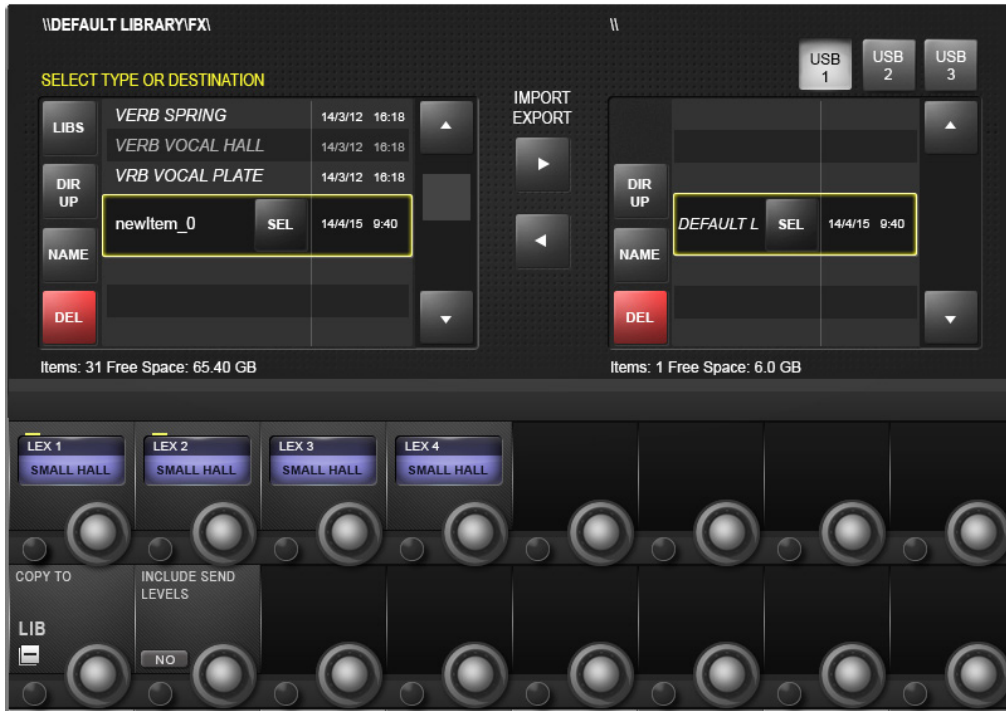 \\DEFAULT LIBRARY\FX\
\\
USB 1
USB 2
USB 3
SELECT TYPE OR DESTINATION
IMPORT
EXPORT
LIBS
VERB SPRING 14/3/12 16:18
VERB VOCAL HALL 14/3/12 16:18
DIR UP
VRB VOCAL PLATE 14/3/12 16:18
newItem_0 SEL 14/4/15 9:40
NAME
DEL
Items: 31 Free Space: 65.40 GB
DIR UP
DEFAULT L SEL 14/4/15 9:40
NAME
DEL
Items: 1 Free Space: 6.0 GB
LEX 1
SMALL HALL
LEX 2
SMALL HALL
LEX 3
SMALL HALL
LEX 4
SMALL HALL
COPY TO
LIB
INCLUDE SEND
LEVELS
NO